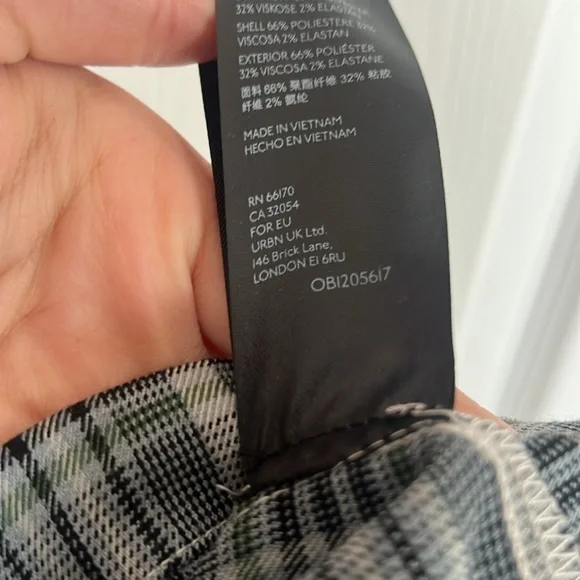 32% VISKOSE 2% ELASTAN
SHELL 66% POLIESTERE 32%
VISCOSA 2% ELASTAN
EXTERIOR 66% POLIÉSTER
32% VISCOSA 2% ELASTANE
面料 66% 聚酯纤维 32% 粘胶
纤维 2% 氨纶
MADE IN VIETNAM
HECHO EN VIETNAM
RN 66170
CA 32054
FOR EU
URBN UK Ltd.
146 Brick Lane,
LONDON E1 6RU
OB1205617